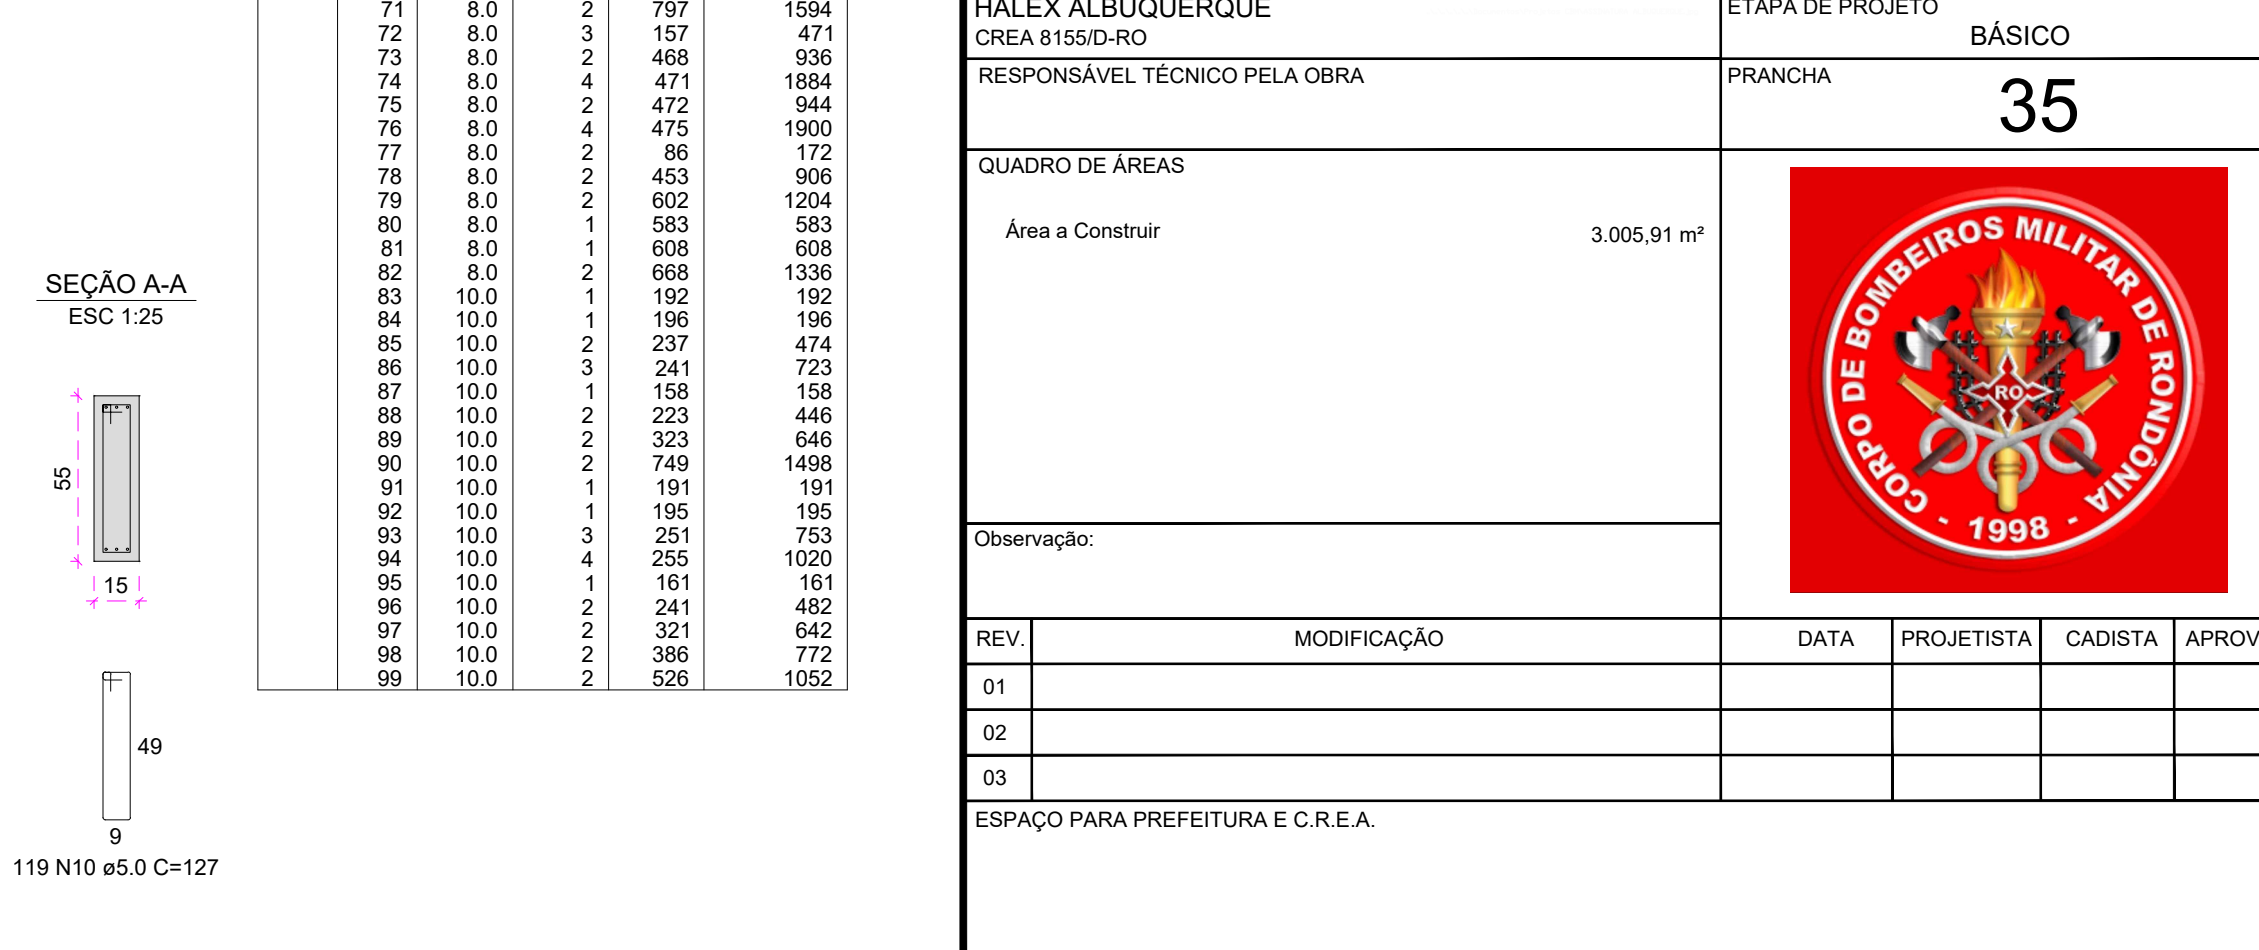 71 8.0 2 797 1594
72 8.0 3 157 471
73 8.0 2 468 936
74 8.0 4 471 1884
75 8.0 2 472 944
76 8.0 4 475 1900
77 8.0 2 86 172
78 8.0 2 453 906
79 8.0 2 602 1204
80 8.0 1 583 583
81 8.0 1 608 608
82 8.0 2 668 1336
83 10.0 1 192 192
84 10.0 1 196 196
85 10.0 2 237 474
86 10.0 3 241 723
87 10.0 1 158 158
88 10.0 2 223 446
89 10.0 2 323 646
90 10.0 2 749 1498
91 10.0 1 191 191
92 10.0 1 195 195
93 10.0 3 251 753
94 10.0 4 255 1020
95 10.0 1 161 161
96 10.0 2 241 482
97 10.0 2 321 642
98 10.0 2 386 772
99 10.0 2 526 1052
SEÇÃO A-A
ESC 1:25
55
15
49
9
119 N10 ø5.0 C=127
HALEX ALBUQUERQUE
CREA 8155/D-RO
ETAPA DE PROJETO
BÁSICO
RESPONSÁVEL TÉCNICO PELA OBRA
PRANCHA
35
QUADRO DE ÁREAS
Área a Construir 3.005,91 m²
CORPO DE BOMBEIROS MILITAR DE RONDÔNIA
RO
- 1998 -
Observação:
REV. MODIFICAÇÃO DATA PROJETISTA CADISTA APROV
01
02
03
ESPAÇO PARA PREFEITURA E C.R.E.A.